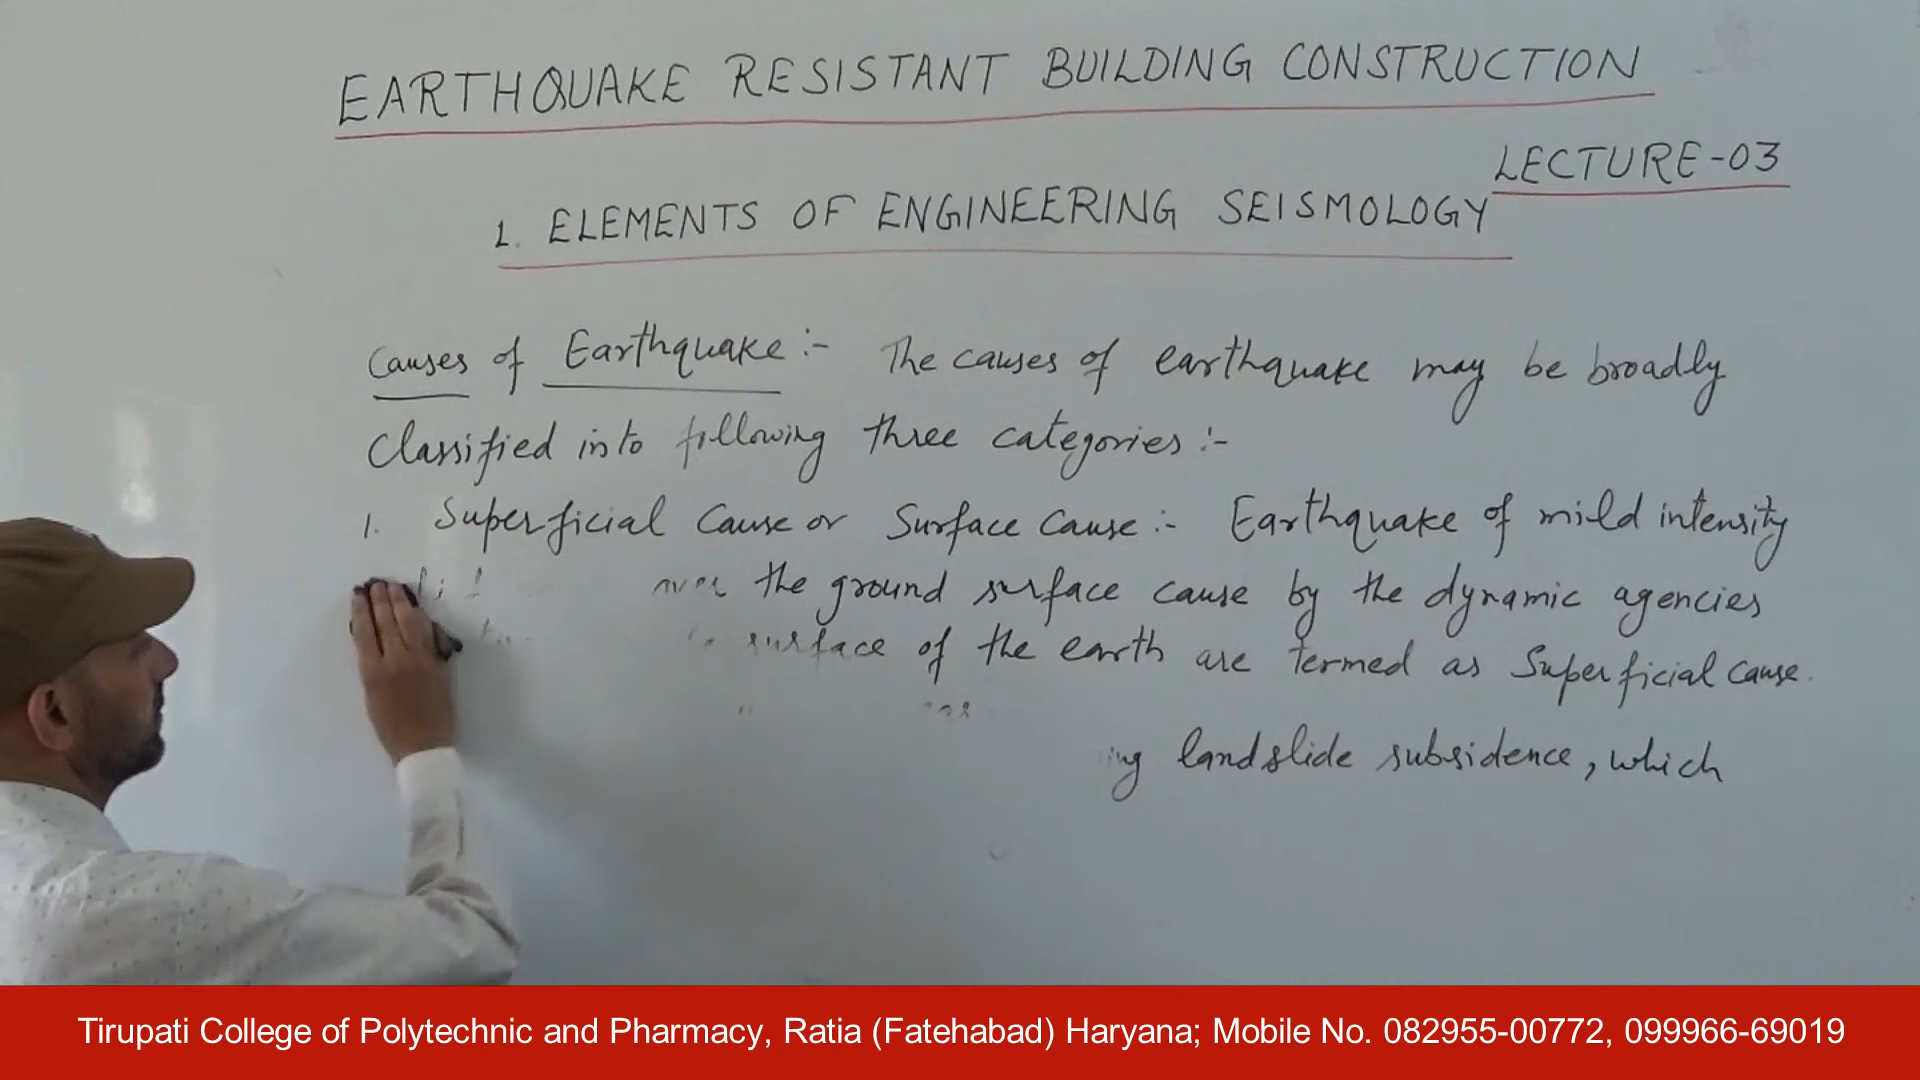 EARTHQUAKE RESISTANT BUILDING CONSTRUCTION
LECTURE-03
1. ELEMENTS OF ENGINEERING SEISMOLOGY
Causes of Earthquake :- The causes of earthquake may be broadly
Classified into following three categories :-
1. Superficial Cause or Surface Cause :- Earthquake of mild intensity
over the ground surface cause by the dynamic agencies
surface of the earth are termed as Superficial cause.
landslide subsidence, which
Tirupati College of Polytechnic and Pharmacy, Ratia (Fatehabad) Haryana; Mobile No. 082955-00772, 099966-69019